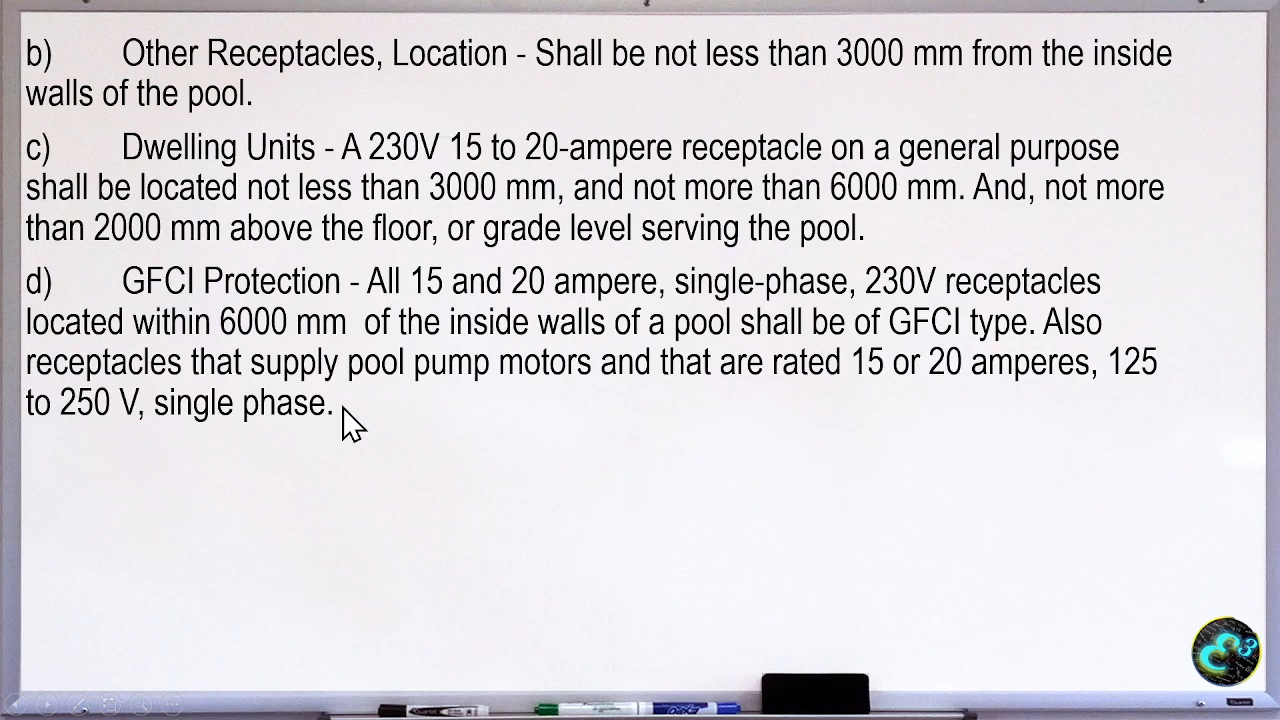 b) Other Receptacles, Location - Shall be not less than 3000 mm from the inside
walls of the pool.
c) Dwelling Units - A 230V 15 to 20-ampere receptacle on a general purpose
shall be located not less than 3000 mm, and not more than 6000 mm. And, not more
than 2000 mm above the floor, or grade level serving the pool.
d) GFCI Protection - All 15 and 20 ampere, single-phase, 230V receptacles
located within 6000 mm  of the inside walls of a pool shall be of GFCI type. Also
receptacles that supply pool pump motors and that are rated 15 or 20 amperes, 125
to 250 V, single phase.